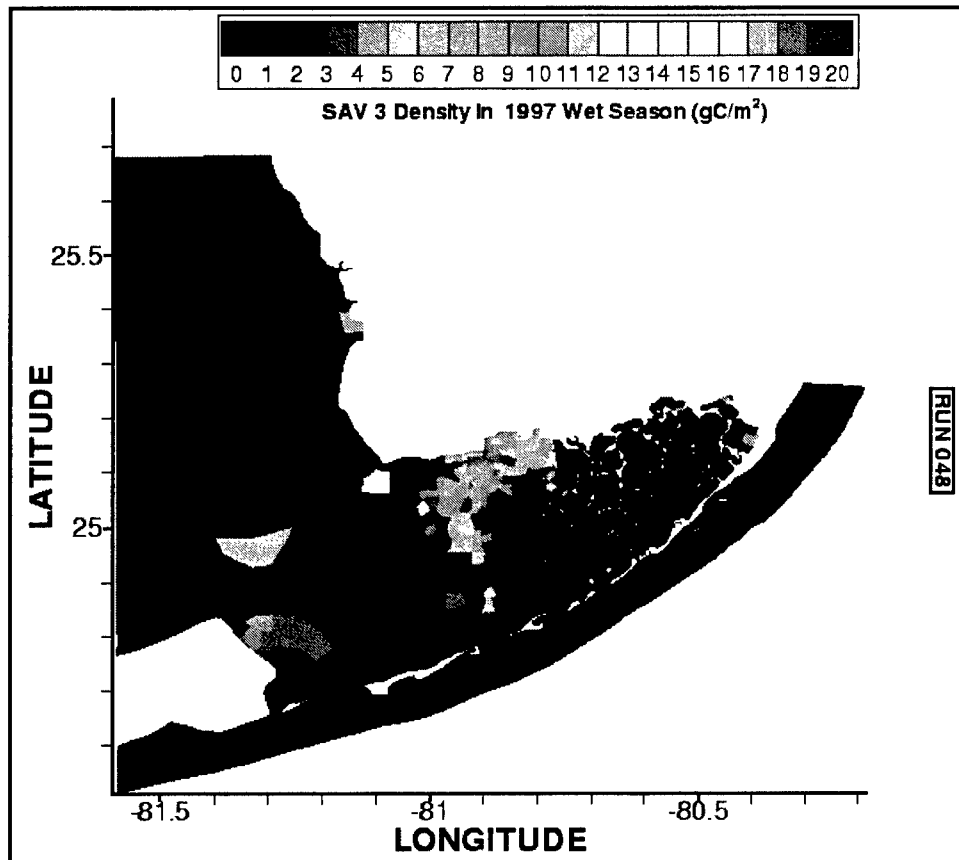 0 1 2 3 4 5 6 7 8 9 10 11 12 13 14 15 16 17 18 19 20
SAV 3 Density in 1997 Wet Season (gC/m²)
25.5
LATITUDE
RUN 048
25
-81.5 -81 -80.5
LONGITUDE